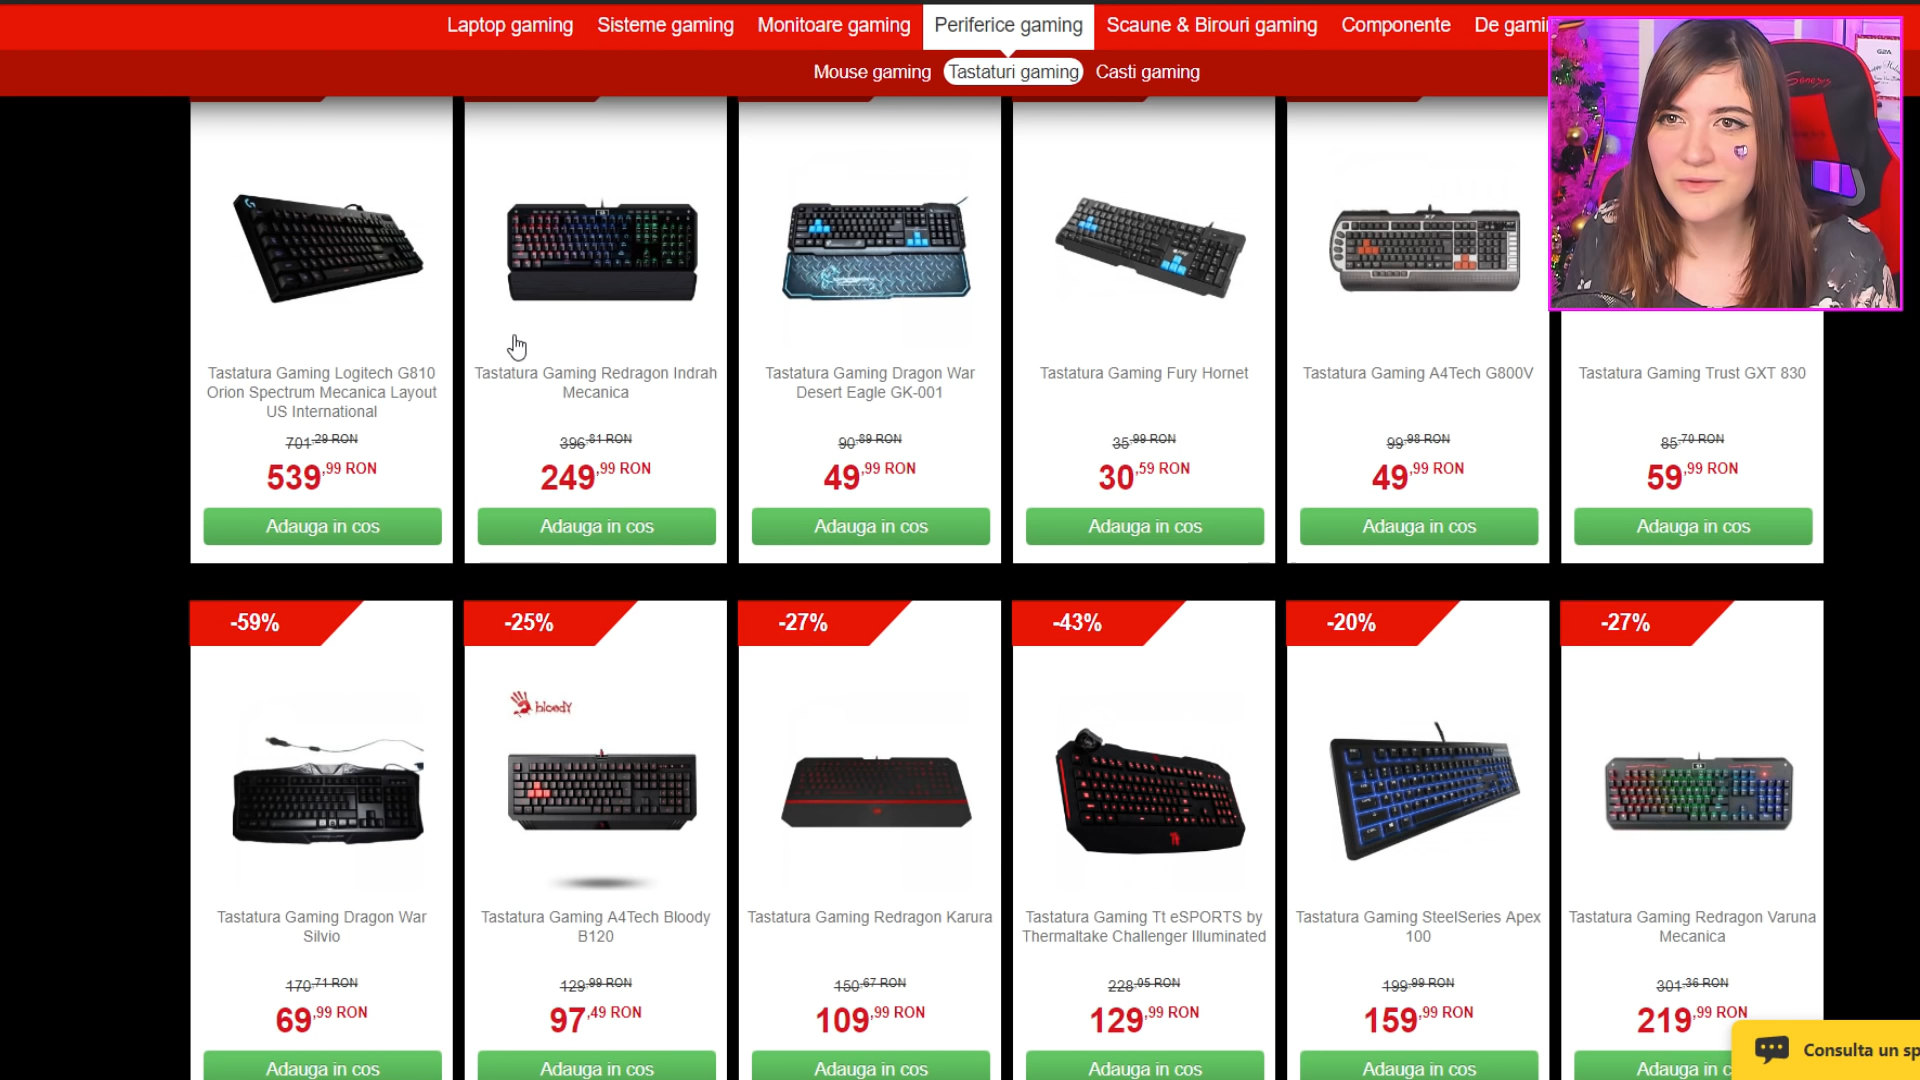 Laptop gaming Sisteme gaming Monitoare gaming Periferice gaming Scaune & Birouri gaming Componente De gami
Mouse gaming Tastaturi gaming Casti gaming
Genesis
G2A
Tastatura Gaming Logitech G810
Orion Spectrum Mecanica Layout
US International
701,29 RON
539,99 RON
Adauga in cos
Tastatura Gaming Redragon Indrah
Mecanica
396,81 RON
249,99 RON
Adauga in cos
Tastatura Gaming Dragon War
Desert Eagle GK-001
90,89 RON
49,99 RON
Adauga in cos
Tastatura Gaming Fury Hornet
35,99 RON
30,59 RON
Adauga in cos
Tastatura Gaming A4Tech G800V
99,98 RON
49,99 RON
Adauga in cos
Tastatura Gaming Trust GXT 830
85,70 RON
59,99 RON
Adauga in cos
-59%
Tastatura Gaming Dragon War
Silvio
170,71 RON
69,99 RON
Adauga in cos
-25%
bloody
Tastatura Gaming A4Tech Bloody
B120
129,99 RON
97,49 RON
Adauga in cos
-27%
Tastatura Gaming Redragon Karura
150,67 RON
109,99 RON
Adauga in cos
-43%
Tastatura Gaming Tt eSPORTS by
Thermaltake Challenger Illuminated
228,05 RON
129,99 RON
Adauga in cos
-20%
Tastatura Gaming SteelSeries Apex
100
199,99 RON
159,99 RON
Adauga in cos
-27%
Tastatura Gaming Redragon Varuna
Mecanica
301,36 RON
219,99 RON
Adauga in c
Consulta un sp